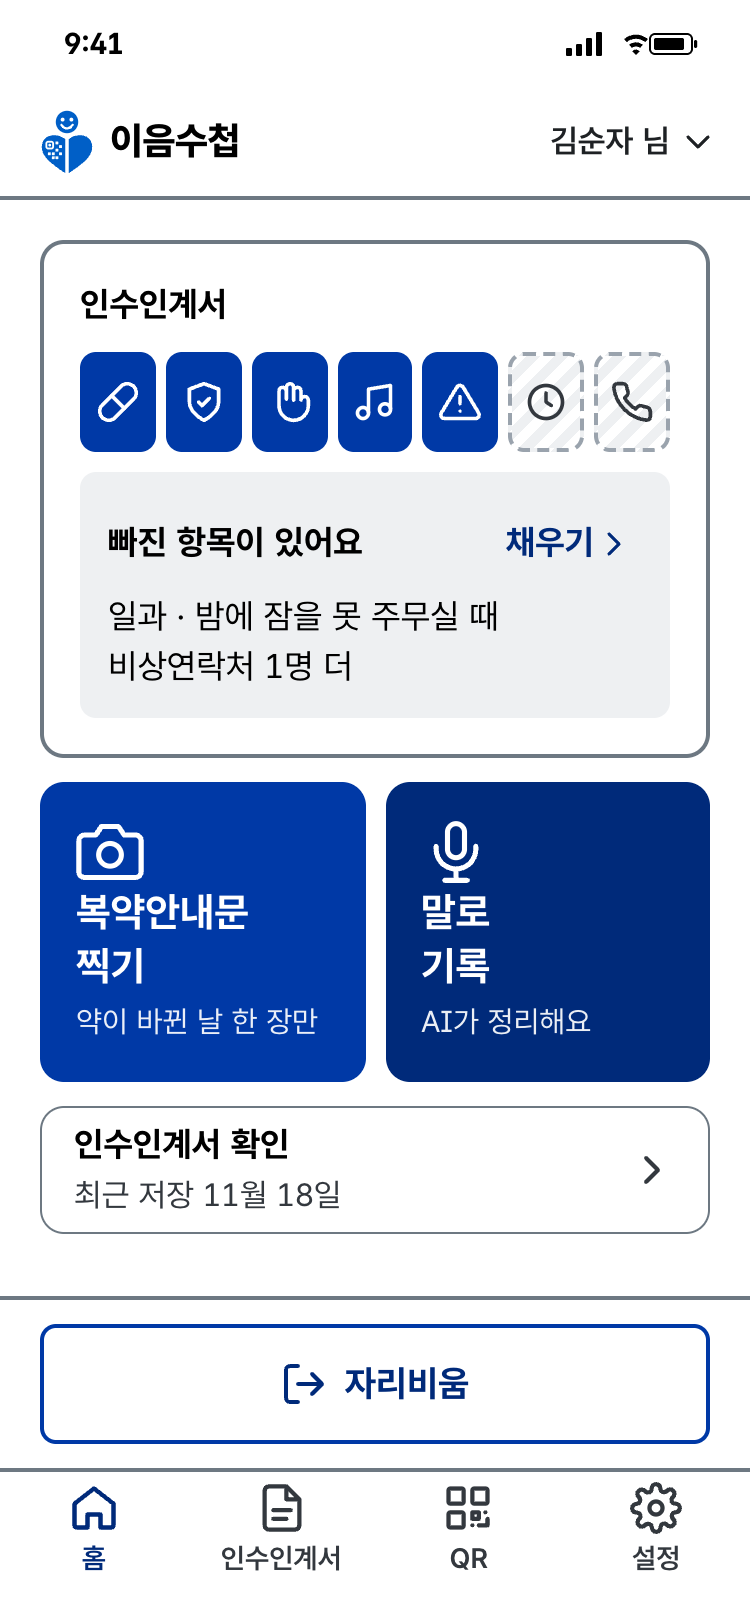 9:41
이음수첩
김순자 님
인수인계서
빠진 항목이 있어요
채우기
일과 · 밤에 잠을 못 주무실 때
비상연락처 1명 더
복약안내문
찍기
약이 바뀐 날 한 장만
말로
기록
AI가 정리해요
인수인계서 확인
최근 저장 11월 18일
자리비움
홈
인수인계서
QR
설정